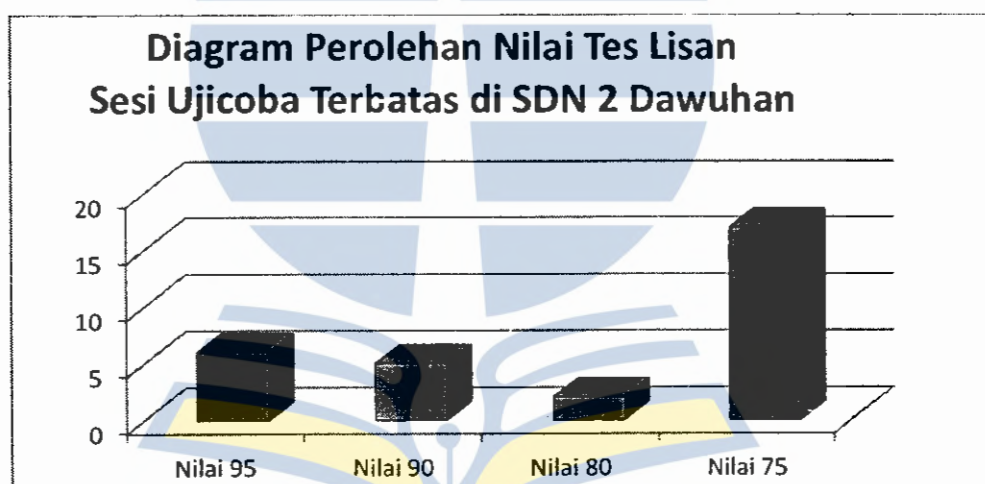 Diagram Perolehan Nilai Tes Lisan
Sesi Ujicoba Terbatas di SDN 2 Dawuhan
20
15
10
5
0
Nilai 95 Nilai 90 Nilai 80 Nilai 75